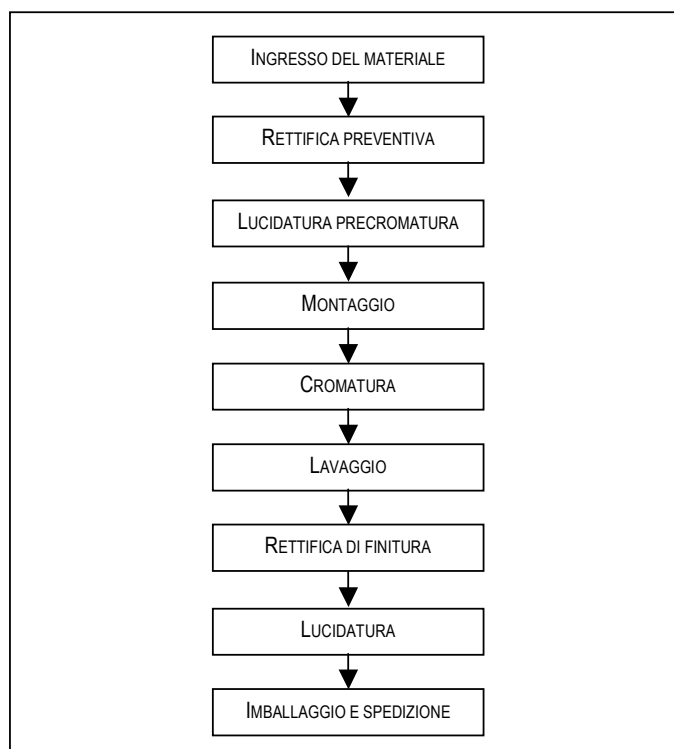 INGRESSO DEL MATERIALE
RETTIFICA PREVENTIVA
LUCIDATURA PRECROMATURA
MONTAGGIO
CROMATURA
LAVAGGIO
RETTIFICA DI FINITURA
LUCIDATURA
IMBALLAGGIO E SPEDIZIONE